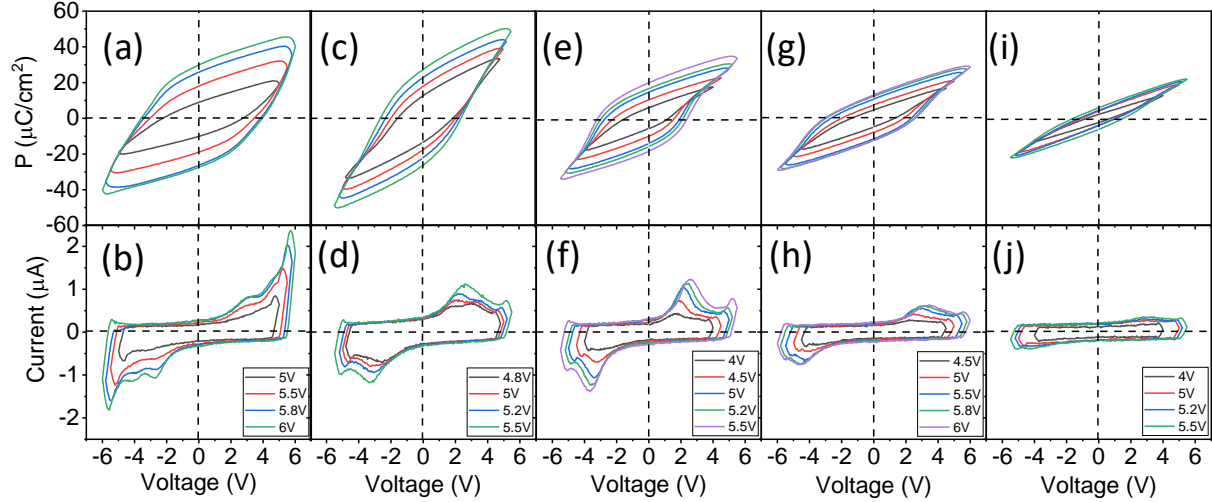 (a) (c) (e) (g) (i)
60
40
20
0
-20
-40
-60
P (μC/cm²)
(b) (d) (f) (h) (j)
2
1
0
-1
-2
Current (μA)
5V
5.5V
5.8V
6V
4.8V
5V
5.2V
5.5V
4V
4.5V
5V
5.2V
5.5V
4.5V
5V
5.5V
5.8V
6V
4V
5V
5.2V
5.5V
-6 -4 -2 0 2 4 6 -6 -4 -2 0 2 4 6 -6 -4 -2 0 2 4 6 -6 -4 -2 0 2 4 6 -6 -4 -2 0 2 4 6
Voltage (V) Voltage (V) Voltage (V) Voltage (V) Voltage (V)